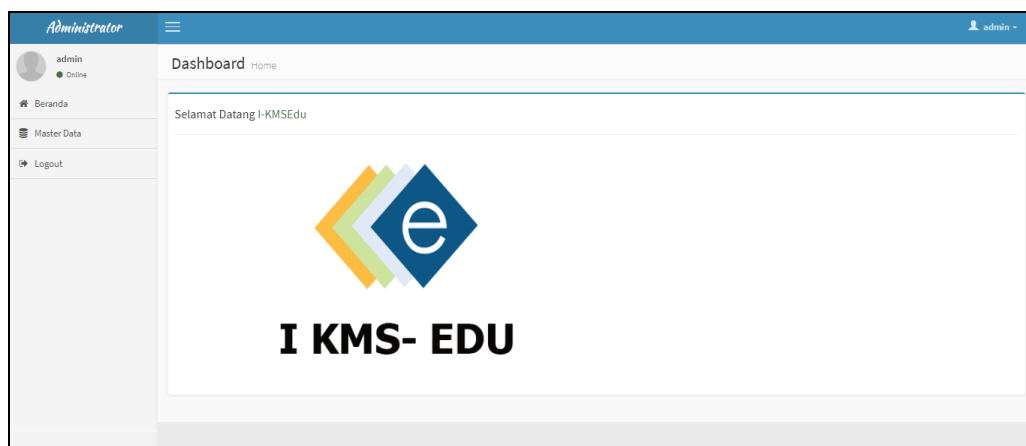 Administrator
admin
admin
Online
Dashboard Home
Beranda
Master Data
Logout
Selamat Datang I-KMSEdu
e
I KMS- EDU